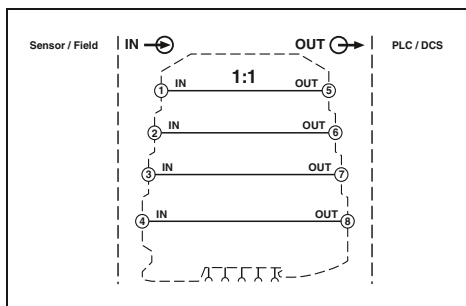 Sensor / Field IN OUT PLC / DCS
1:1
1 IN OUT 5
2 IN OUT 6
3 IN OUT 7
4 IN OUT 8